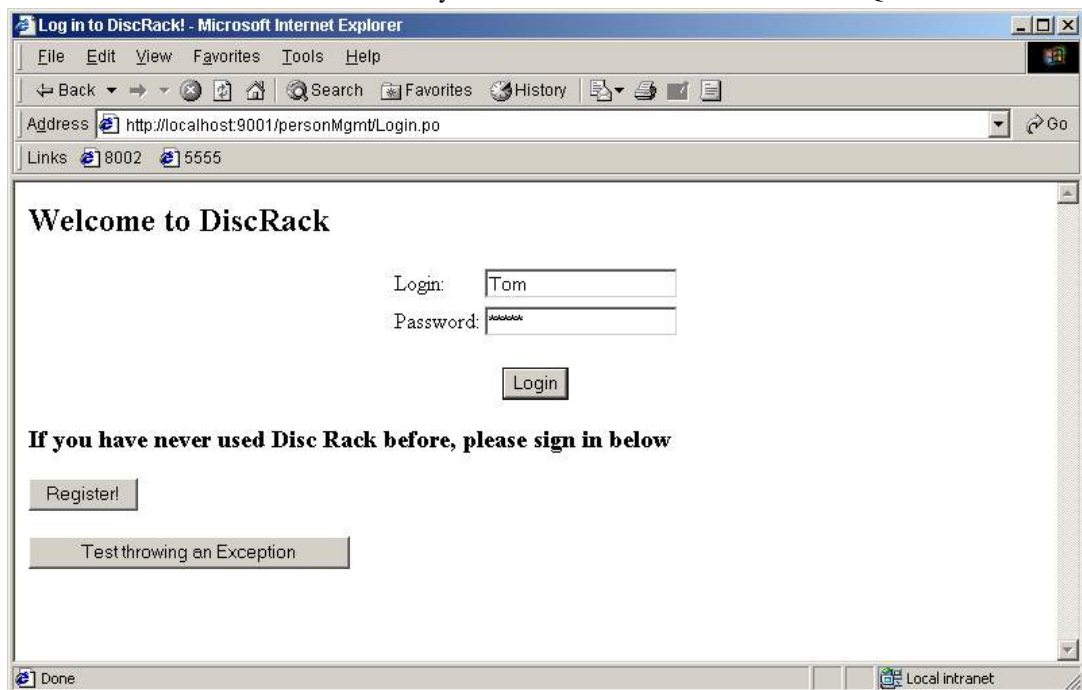 Log in to DiscRack! - Microsoft Internet Explorer
File Edit View Favorites Tools Help
Back Search Favorites History
Address http://localhost:9001/personMgmt/Login.po Go
Links 8002 5555
Welcome to DiscRack
Login: Tom
Password: *****
Login
If you have never used Disc Rack before, please sign in below
Register!
Test throwing an Exception
Done Local intranet